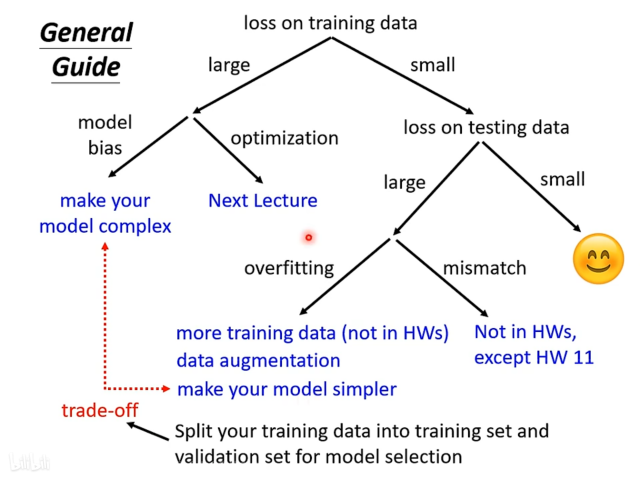 General
Guide
loss on training data
large
small
model
bias
optimization
loss on testing data
make your
model complex
Next Lecture
large
small
overfitting
mismatch
more training data (not in HWs)
data augmentation
make your model simpler
Not in HWs,
except HW 11
trade-off
Split your training data into training set and
validation set for model selection
bilibili